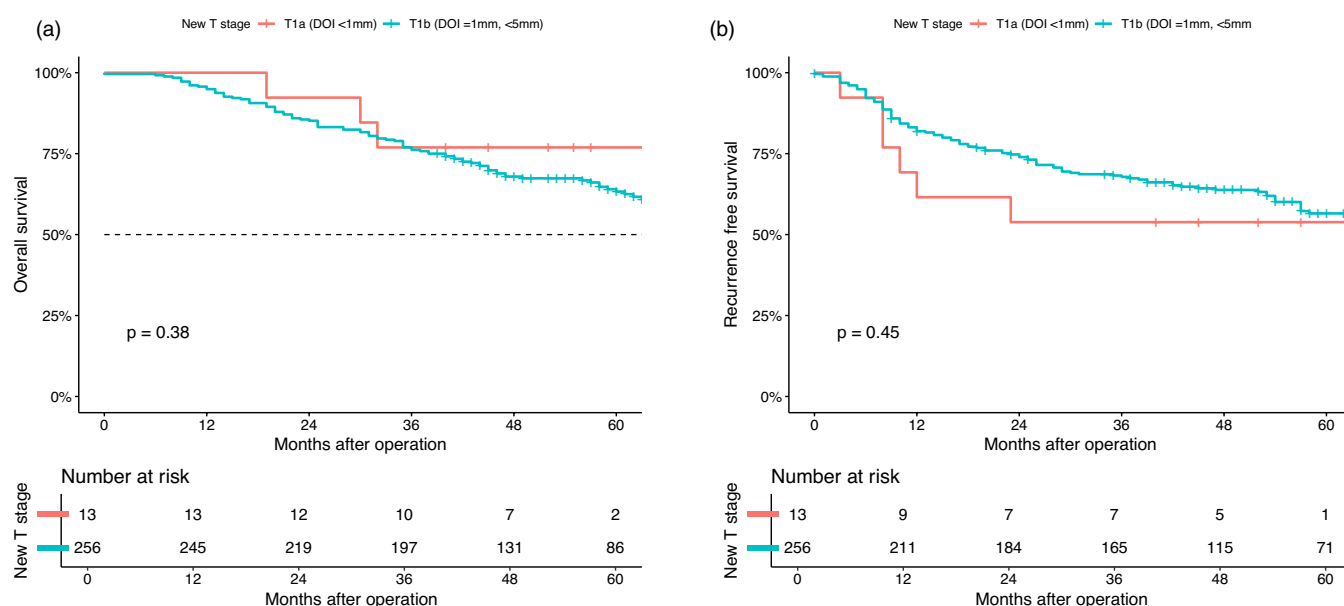 (a)
New T stage T1a (DOI <1mm) T1b (DOI =1mm, <5mm)
100%
75%
50%
25%
0%
Overall survival
p = 0.38
0 12 24 36 48 60
Months after operation
Number at risk
New T stage
13 13 12 10 7 2
256 245 219 197 131 86
0 12 24 36 48 60
Months after operation
(b)
New T stage T1a (DOI <1mm) T1b (DOI =1mm, <5mm
100%
75%
50%
25%
0%
Recurrence free survival
p = 0.45
0 12 24 36 48 60
Months after operation
Number at risk
New T stage
13 9 7 7 5 1
256 211 184 165 115 71
0 12 24 36 48 60
Months after operation